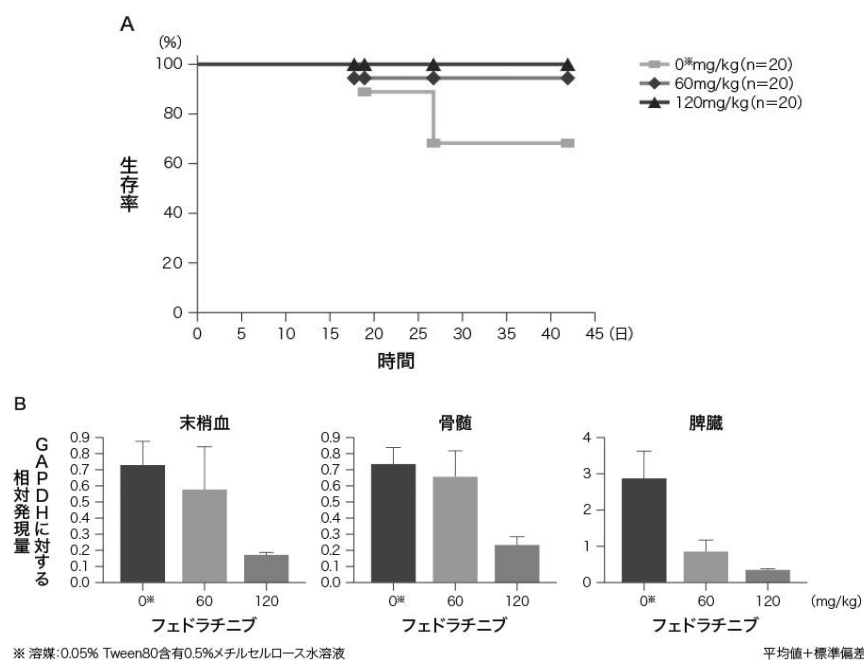 A
(%)
100
80
60
40
20
0
生存率
0 5 10 15 20 25 30 35 40 45 (日)
時間
0※mg/kg(n=20)
60mg/kg(n=20)
120mg/kg(n=20)
B
GAPDHに対する
相対発現量
末梢血
0.9
0.8
0.7
0.6
0.5
0.4
0.3
0.2
0.1
0.0
0※ 60 120
フェドラチニブ
骨髄
0.9
0.8
0.7
0.6
0.5
0.4
0.3
0.2
0.1
0.0
0※ 60 120
フェドラチニブ
脾臓
4
3
2
1
0
0※ 60 120 (mg/kg)
フェドラチニブ
※ 溶媒:0.05% Tween80含有0.5%メチルセルロース水溶液
平均値+標準偏差